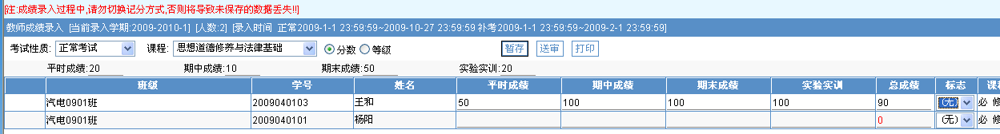 [注:成绩录入过程中,请勿切换记分方式,否则将导致未保存的数据丢失!!]
教师成绩录入 [当前录入学期:2009-2010-1] [人数:2] [录入时间 正常2009-1-1 23:59:59~2009-10-27 23:59:59 补考2009-1-1 23:59:59~2009-2-1 23:59:59]
考试性质: 正常考试 课程: 思想道德修养与法律基础 分数 等级 暂存 送审 打印
平时成绩:20 期中成绩:10 期末成绩:50 实验实训:20
班级 学号 姓名 平时成绩 期中成绩 期末成绩 实验实训 总成绩 标志 课
汽电0901班 2009040103 王和 50 100 100 100 90 (无) 必 修
汽电0901班 2009040101 杨阳 0 (无) 必 修